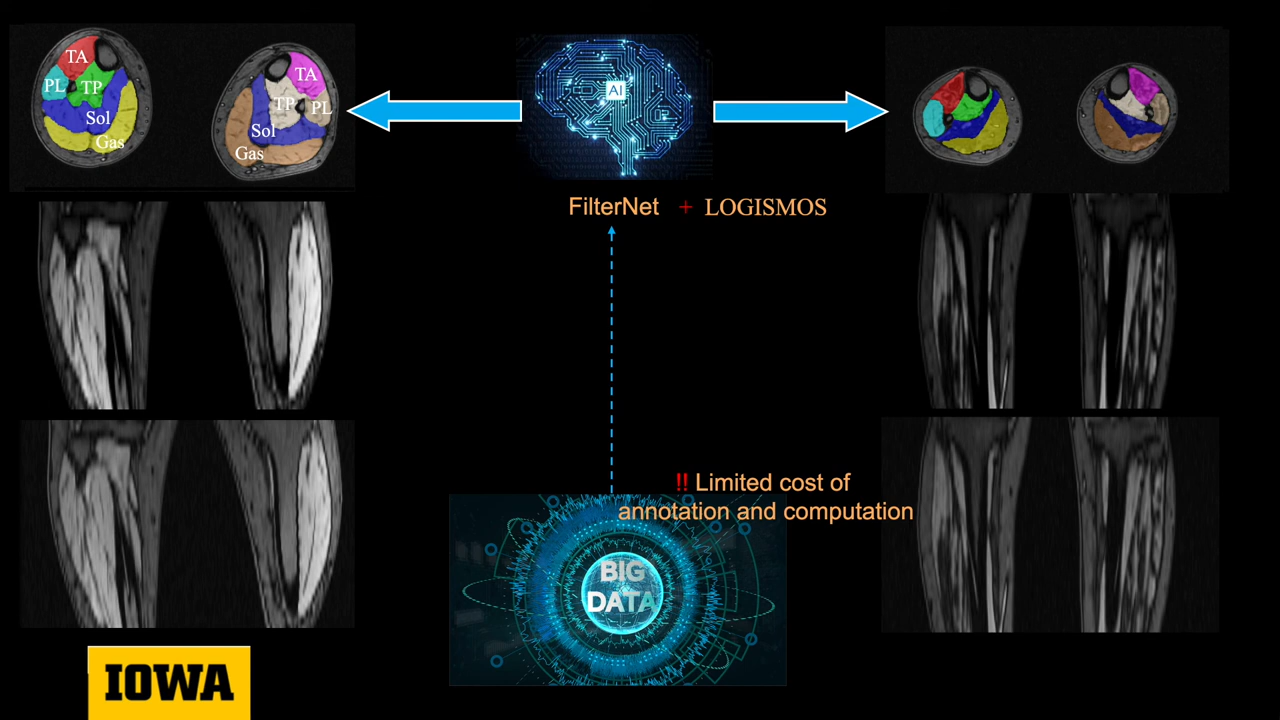 TA
PL
TP
Sol
Gas
TA
TP
PL
Sol
Gas
AI
FilterNet + LOGISMOS
!! Limited cost of
annotation and computation
BIG
DATA
IOWA